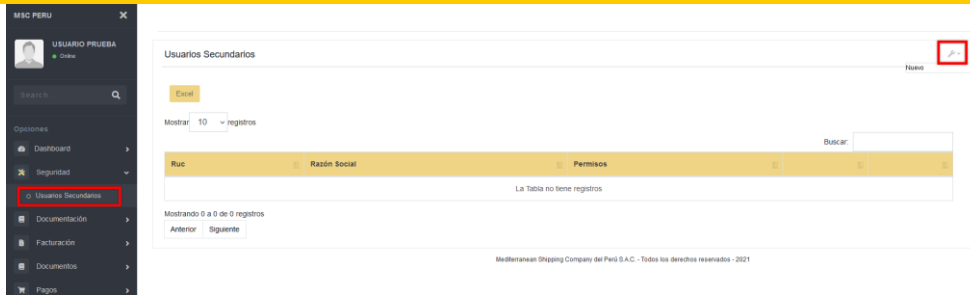 MSC PERU
USUARIO PRUEBA
Online
Search
Opciones
Dashboard
Seguridad
Usuarios Secundarios
Documentación
Facturación
Documentos
Pagos
Usuarios Secundarios
Nuevo
Excel
Mostrar 10 registros
Buscar:
Ruc Razón Social Permisos
La Tabla no tiene registros
Mostrando 0 a 0 de 0 registros
Anterior Siguiente
Mediterranean Shipping Company del Perú S.A.C. - Todos los derechos reservados - 2021